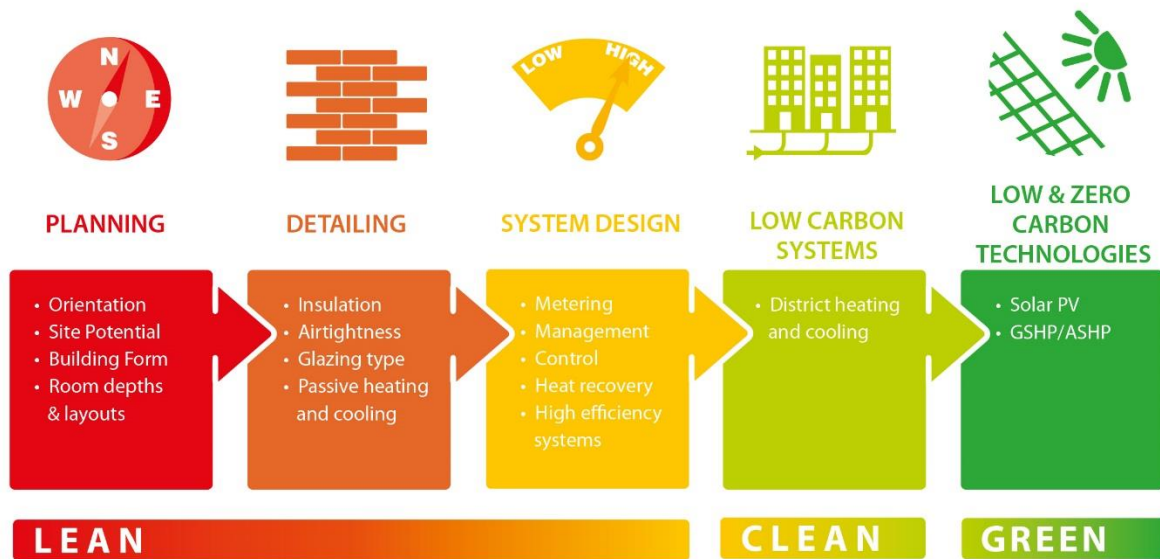 N
W E
S
LOW HIGH
PLANNING
DETAILING
SYSTEM DESIGN
LOW CARBON
SYSTEMS
LOW & ZERO
CARBON
TECHNOLOGIES
• Orientation
• Site Potential
• Building Form
• Room depths
& layouts
• Insulation
• Airtightness
• Glazing type
• Passive heating
and cooling
• Metering
• Management
• Control
• Heat recovery
• High efficiency
systems
• District heating
and cooling
• Solar PV
• GSHP/ASHP
LEAN
CLEAN
GREEN